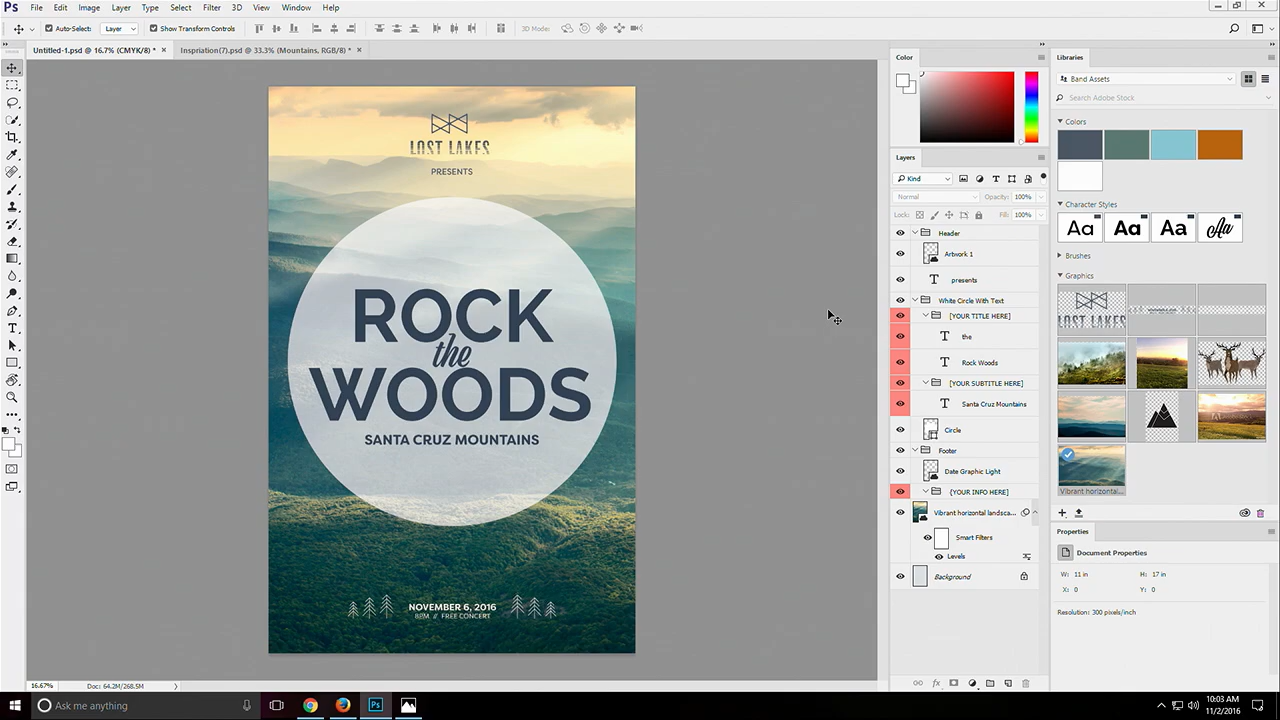 Ps File Edit Image Layer Type Select Filter 3D View Window Help
Auto-Select: Layer Show Transform Controls 3D Mode:
Untitled-1.psd @ 16.7% (CMYK/8) * × Inspriation(7).psd @ 33.3% (Mountains, RGB/8) * ×
LOST LAKES
PRESENTS
ROCK
the
WOODS
SANTA CRUZ MOUNTAINS
NOVEMBER 6, 2016
8PM // FREE CONCERT
16.67% Doc: 64.2M/268.5M
Color
Layers
Kind
Normal Opacity: 100%
Lock: Fill: 100%
Header
Artwork 1
presents
White Circle With Text
[YOUR TITLE HERE]
the
Rock Woods
[YOUR SUBTITLE HERE]
Santa Cruz Mountains
Circle
Footer
Date Graphic Light
[YOUR INFO HERE]
Vibrant horizontal landsca...
Smart Filters
Levels
Background
fx
Libraries
Band Assets
Search Adobe Stock
Colors
Character Styles
Aa Aa Aa Aa
Brushes
Graphics
LOST LAKES
Vibrant horizontal...
Properties
Document Properties
W: 11 in H: 17 in
X: 0 Y: 0
Resolution: 300 pixels/inch
Ask me anything
Ps
10:03 AM
11/2/2016